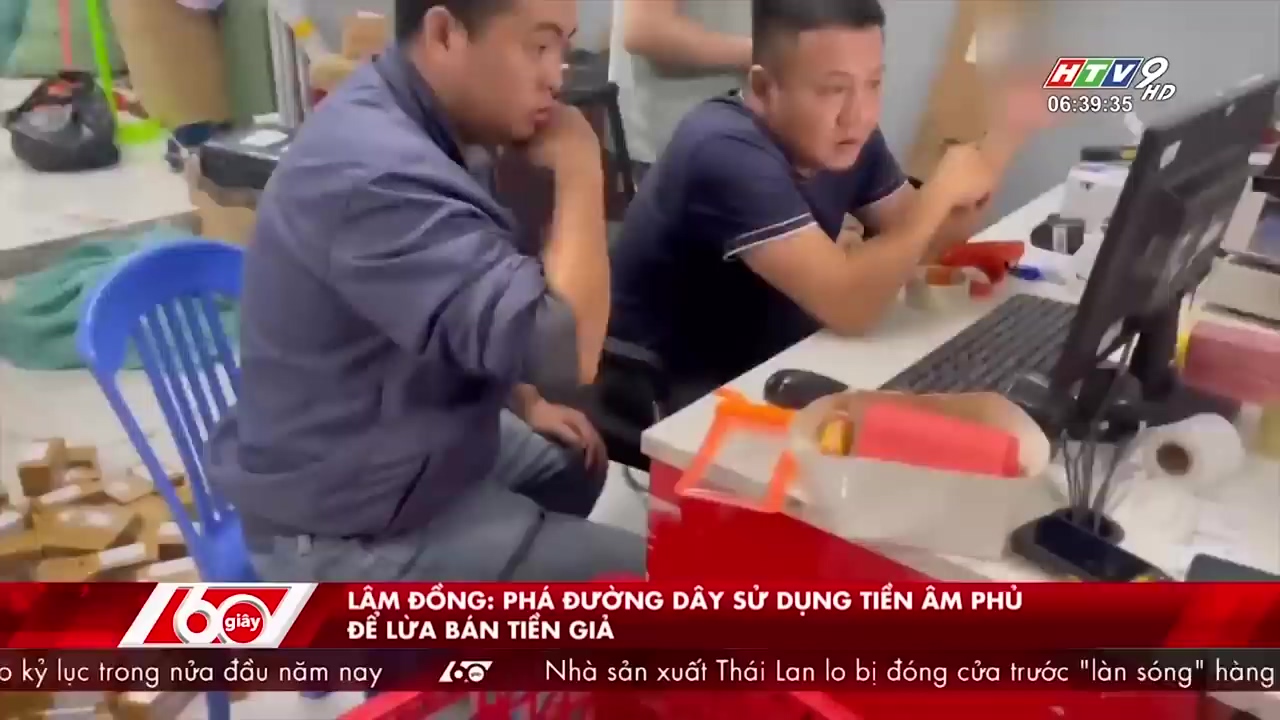 HTV9
HD
06:39:35
60 giây
LÂM ĐỒNG: PHÁ ĐƯỜNG DÂY SỬ DỤNG TIỀN ÂM PHỦ
ĐỂ LỪA BÁN TIỀN GIẢ
o kỷ lục trong nửa đầu năm nay 60 giây Nhà sản xuất Thái Lan lo bị đóng cửa trước "làn sóng" hàng